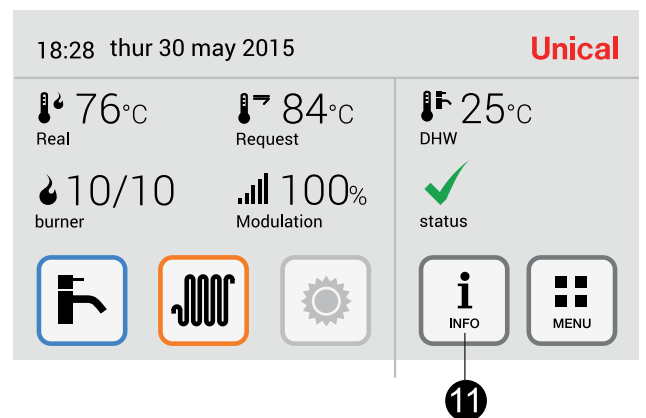 18:28 thur 30 may 2015 Unical
76°C 84°C 25°C
Real Request DHW
10/10 100%
burner Modulation status
i
INFO MENU
11